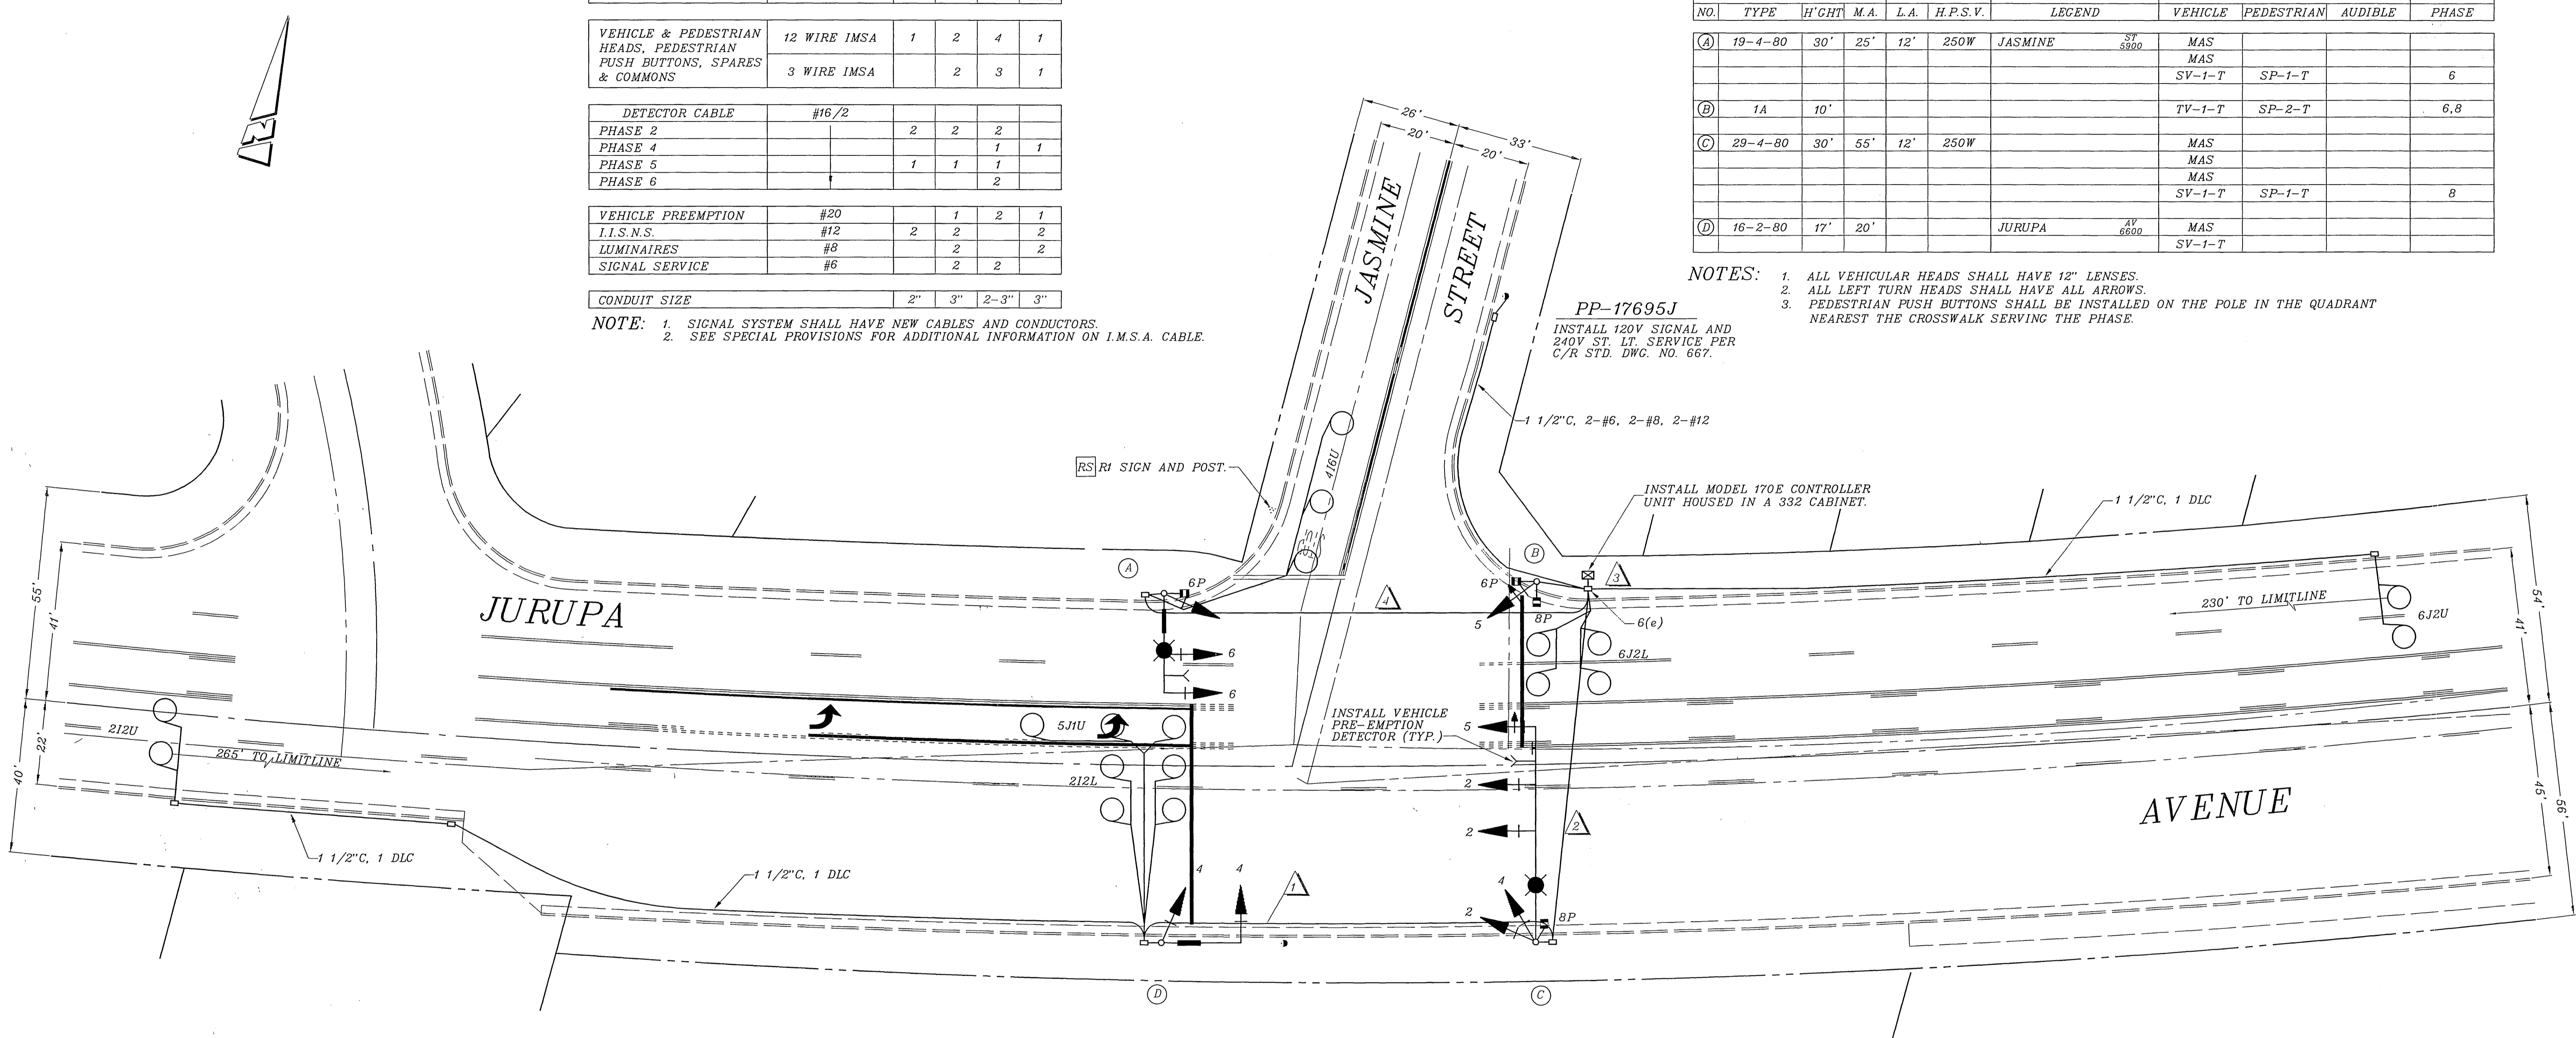 VEHICLE & PEDESTRIAN HEADS, PEDESTRIAN PUSH BUTTONS, SPARES & COMMONS
12 WIRE IMSA 1 2 4 1
3 WIRE IMSA 2 3 1
DETECTOR CABLE #16/2
PHASE 2 2 2 2
PHASE 4 1 1
PHASE 5 1 1 1
PHASE 6 2
VEHICLE PREEMPTION #20 1 2 1
I.I.S.N.S. #12 2 2 2
LUMINAIRES #8 2 2
SIGNAL SERVICE #6 2 2
CONDUIT SIZE 2" 3" 2-3" 3"
NOTE: 1. SIGNAL SYSTEM SHALL HAVE NEW CABLES AND CONDUCTORS.
2. SEE SPECIAL PROVISIONS FOR ADDITIONAL INFORMATION ON I.M.S.A. CABLE.
NO. TYPE H'GHT M.A. L.A. H.P.S.V. LEGEND VEHICLE PEDESTRIAN AUDIBLE PHASE
A 19-4-80 30' 25' 12' 250W JASMINE ST 5900 MAS
MAS
SV-1-T SP-1-T 6
B 1A 10' TV-1-T SP-2-T 6,8
C 29-4-80 30' 55' 12' 250W MAS
MAS
MAS
SV-1-T SP-1-T 8
D 16-2-80 17' 20' JURUPA AV 6600 MAS
SV-1-T
NOTES: 1. ALL VEHICULAR HEADS SHALL HAVE 12" LENSES.
2. ALL LEFT TURN HEADS SHALL HAVE ALL ARROWS.
3. PEDESTRIAN PUSH BUTTONS SHALL BE INSTALLED ON THE POLE IN THE QUADRANT
NEAREST THE CROSSWALK SERVING THE PHASE.
26'
33'
20'
20'
JASMINE
STREET
PP-17695J
INSTALL 120V SIGNAL AND
240V ST. LT. SERVICE PER
C/R STD. DWG. NO. 667.
1 1/2"C, 2-#6, 2-#8, 2-#12
RS R1 SIGN AND POST.
4I6U
INSTALL MODEL 170E CONTROLLER
UNIT HOUSED IN A 332 CABINET.
1 1/2"C, 1 DLC
A
B
6P
6P
3
4
55'
41'
JURUPA
5
8P
6(e)
230' TO LIMITLINE
6J2U
54'
41'
6
6J2L
6
2I2U
265' TO LIMITLINE
22'
40'
5J1U
INSTALL VEHICLE
PRE-EMPTION
DETECTOR (TYP.)
5
2I2L
2
2
2
AVENUE
45'
56'
1 1/2"C, 1 DLC
1 1/2"C, 1 DLC
4
4
1
4
2
8P
D
C